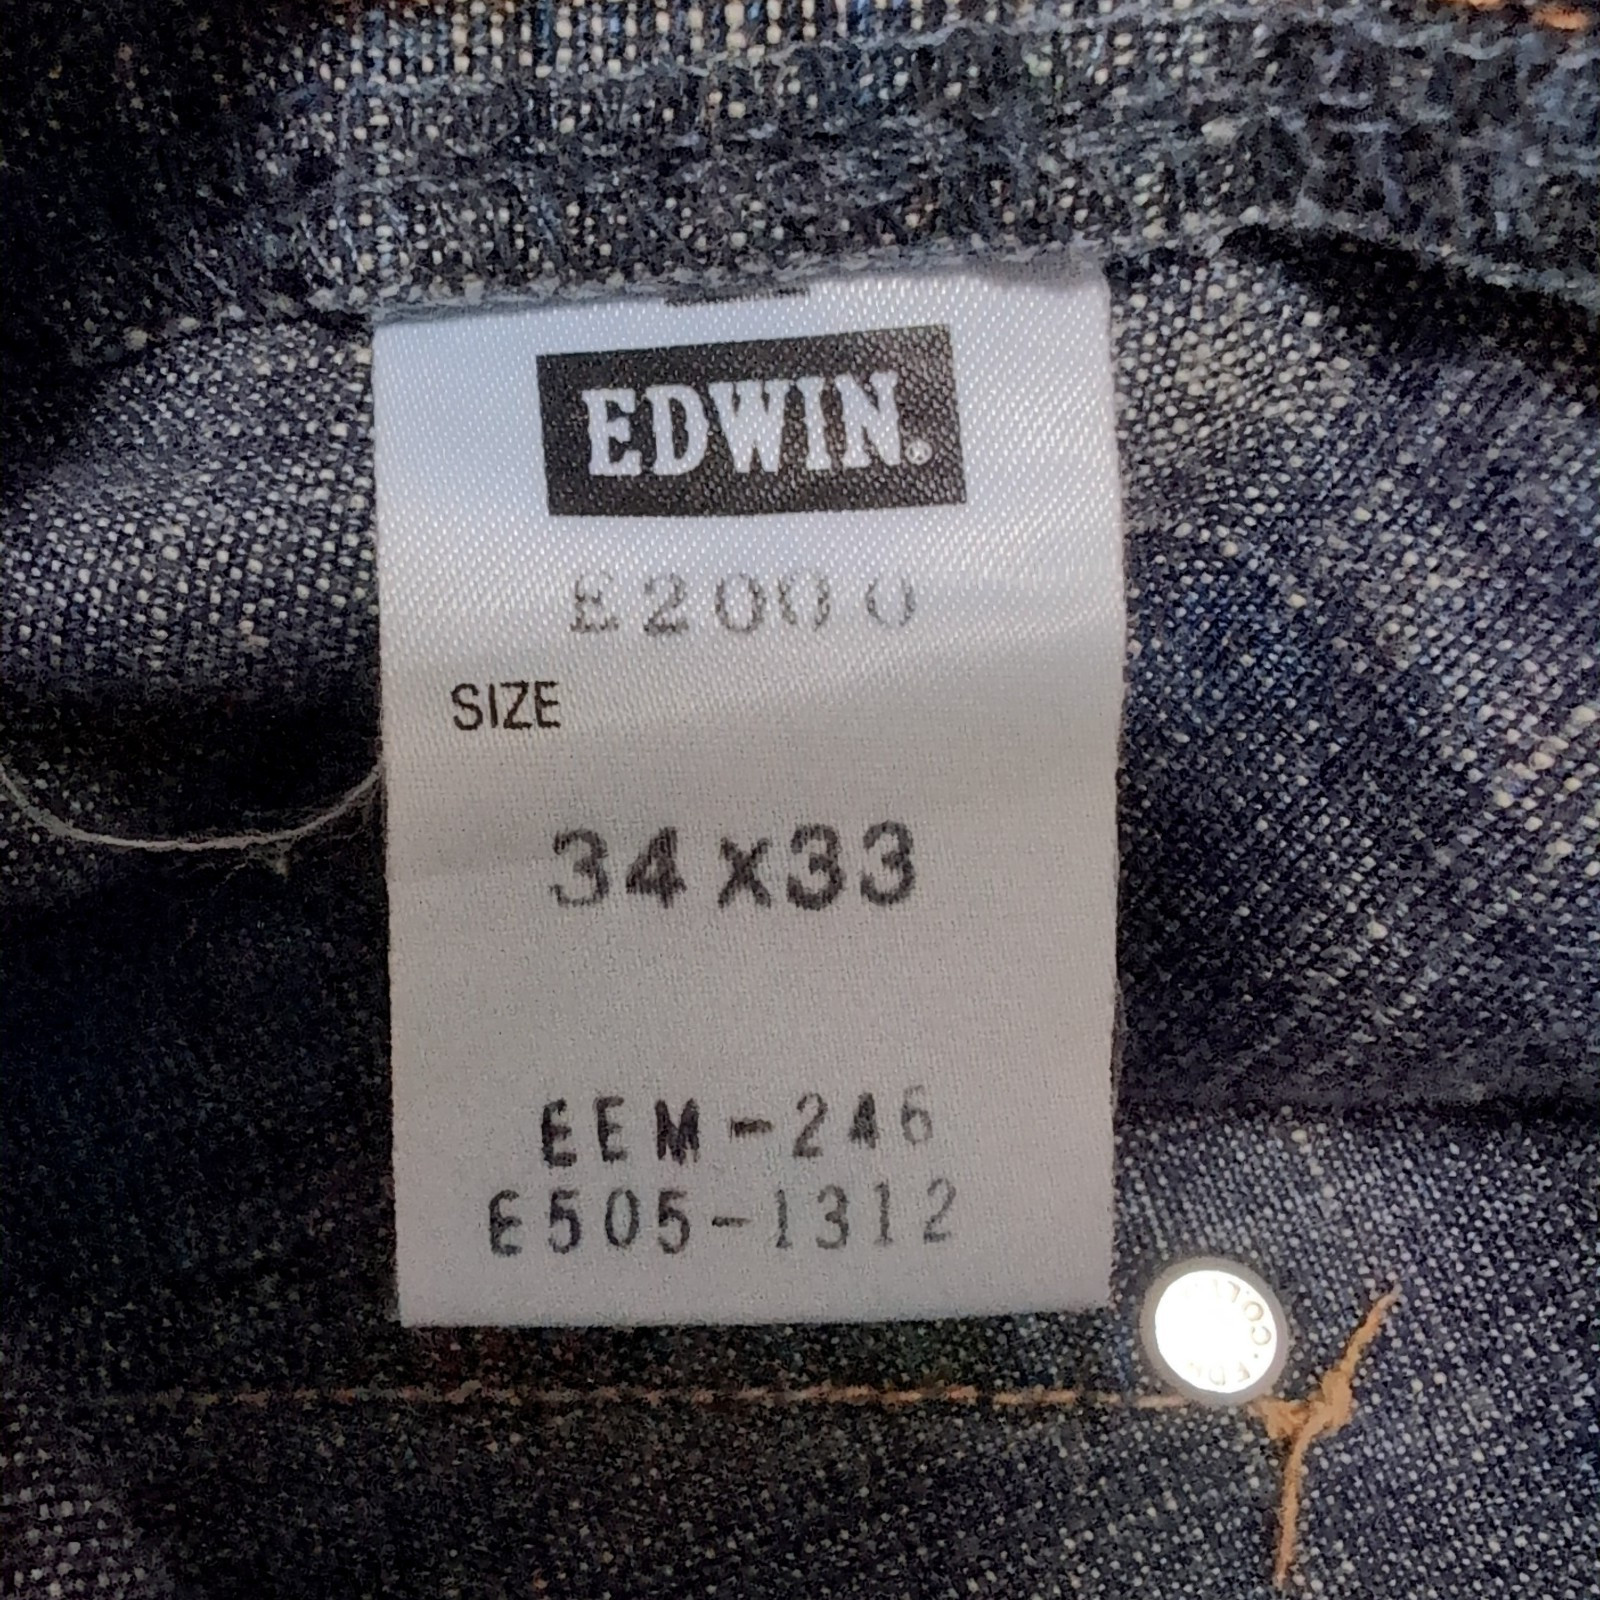 EDWIN.®
E2000
SIZE
34x33
EEM-246
E505-1312